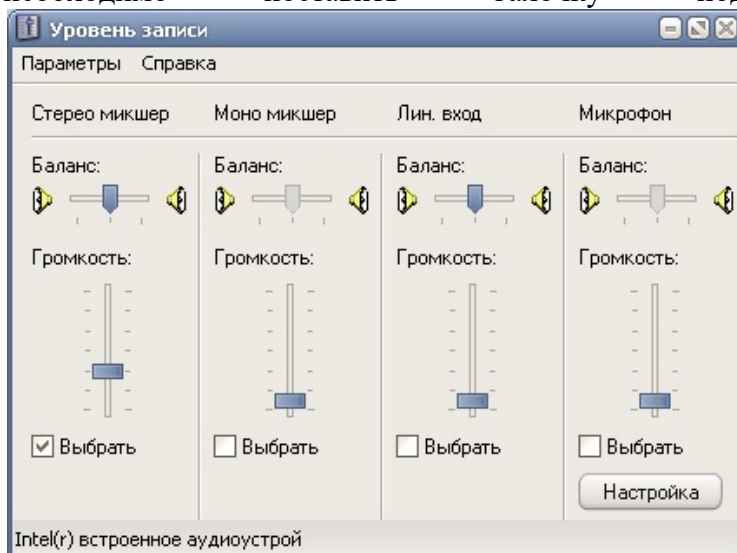 Уровень записи
Параметры Справка
Стерео микшер Моно микшер Лин. вход Микрофон
Баланс: Баланс: Баланс: Баланс:
Громкость: Громкость: Громкость: Громкость:
Выбрать Выбрать Выбрать Выбрать
Настройка
Intel(r) встроенное аудиоустрой